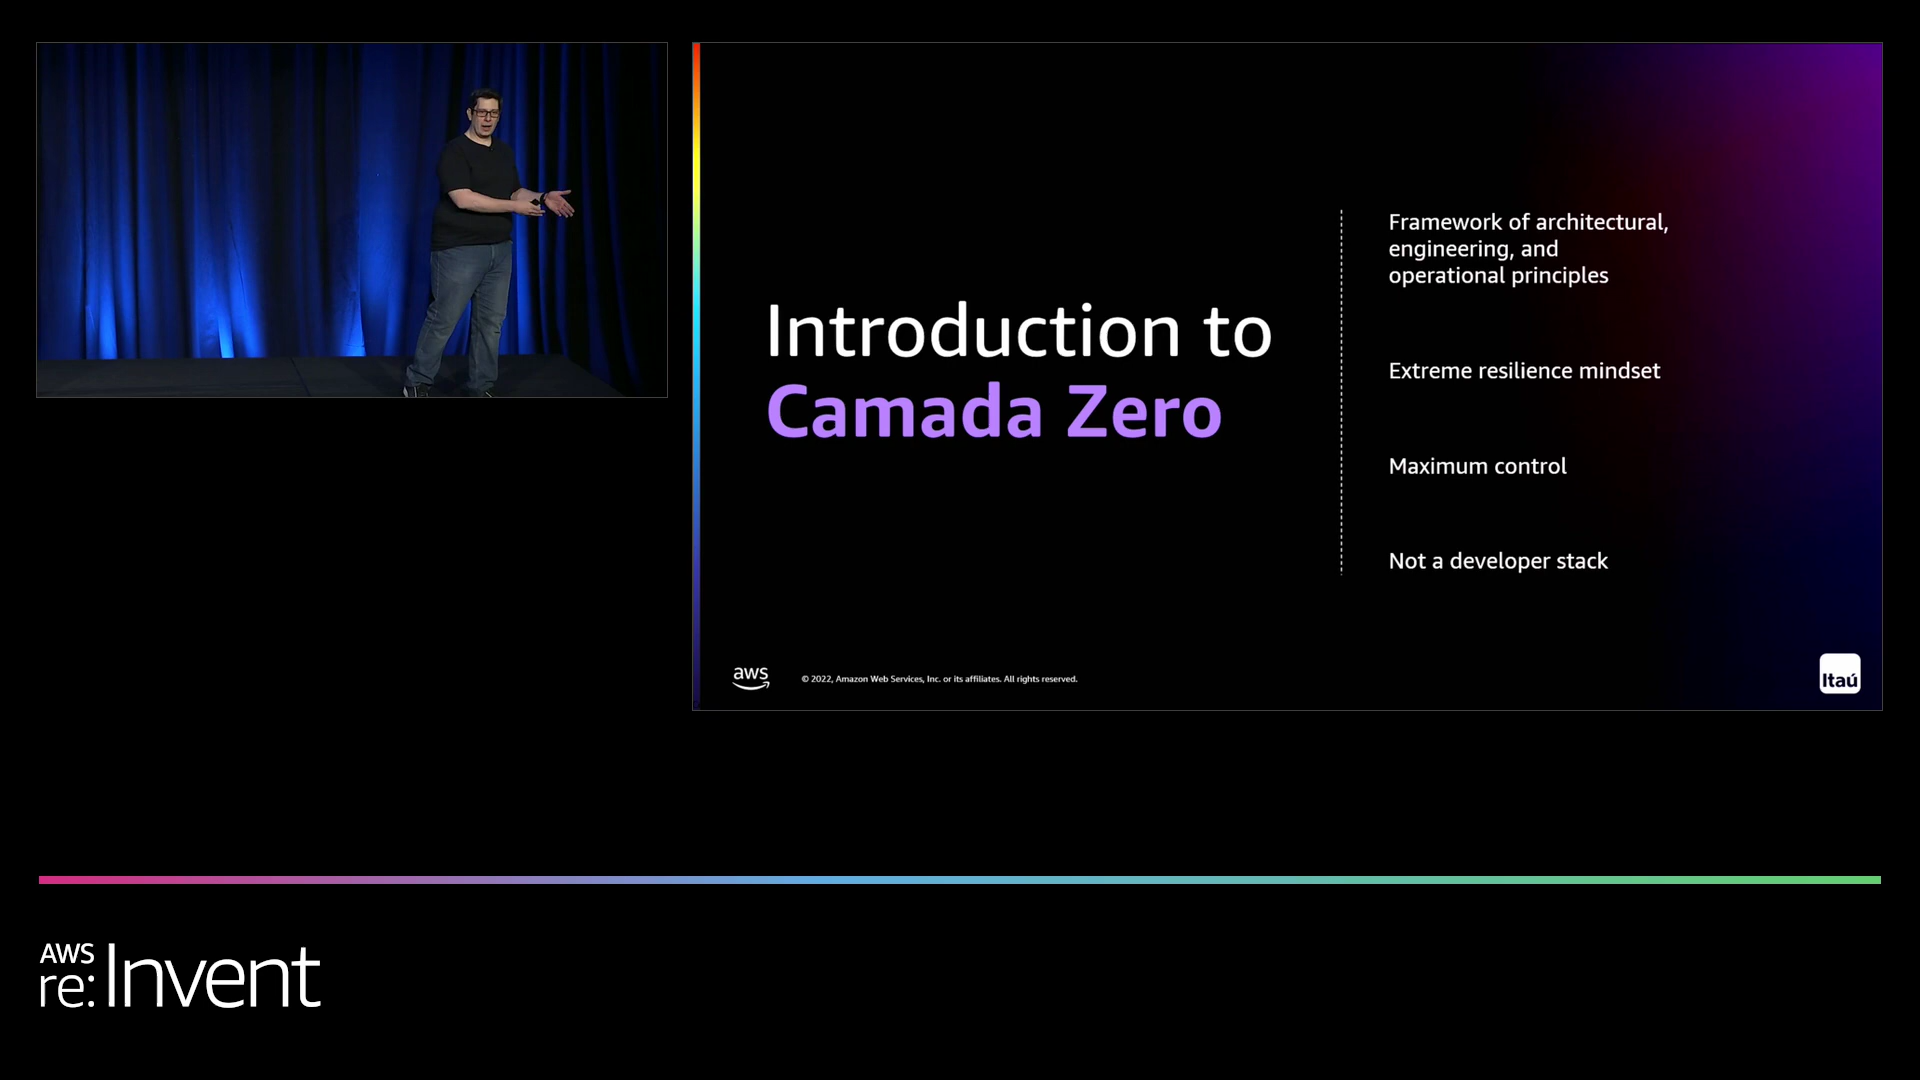 Introduction to
Camada Zero
Framework of architectural,
engineering, and
operational principles
Extreme resilience mindset
Maximum control
Not a developer stack
aws
© 2022, Amazon Web Services, Inc. or its affiliates. All rights reserved.
Itaú
AWS
re:Invent